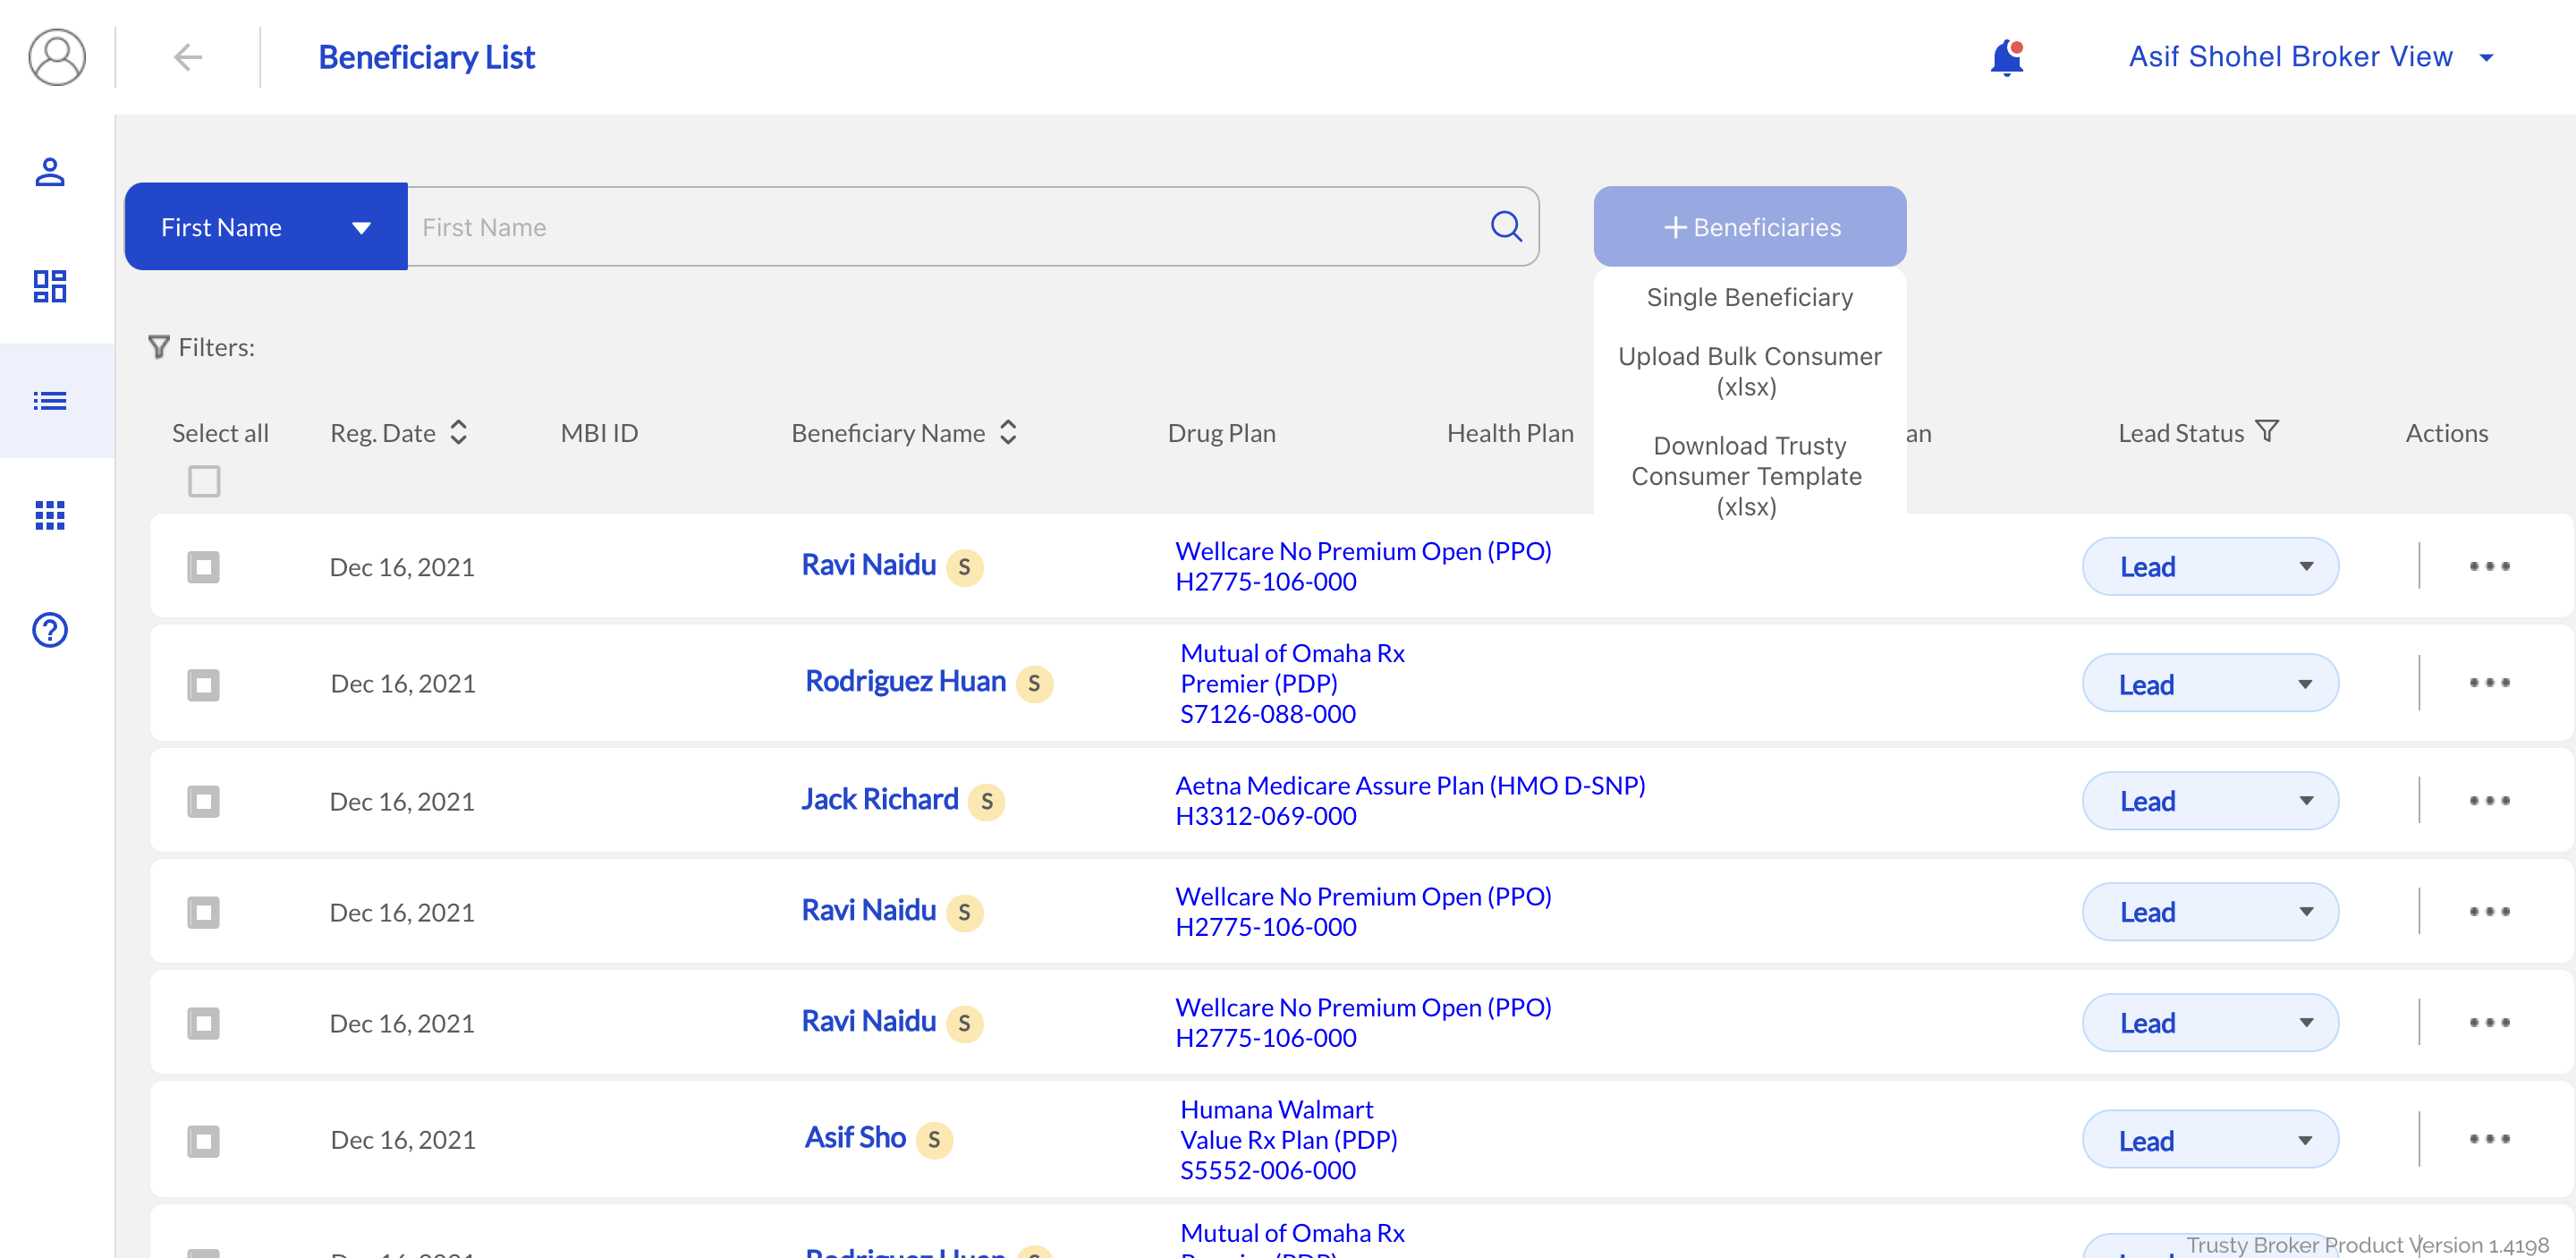 Beneficiary List
Asif Shohel Broker View
First Name
First Name
+ Beneficiaries
Single Beneficiary
Upload Bulk Consumer
(xlsx)
Download Trusty
Consumer Template
(xlsx)
Filters:
Select all
Reg. Date
MBI ID
Beneficiary Name
Drug Plan
Health Plan
an
Lead Status
Actions
Dec 16, 2021
Ravi Naidu S
Wellcare No Premium Open (PPO)
H2775-106-000
Lead
Dec 16, 2021
Rodriguez Huan S
Mutual of Omaha Rx
Premier (PDP)
S7126-088-000
Lead
Dec 16, 2021
Jack Richard S
Aetna Medicare Assure Plan (HMO D-SNP)
H3312-069-000
Lead
Dec 16, 2021
Ravi Naidu S
Wellcare No Premium Open (PPO)
H2775-106-000
Lead
Dec 16, 2021
Ravi Naidu S
Wellcare No Premium Open (PPO)
H2775-106-000
Lead
Dec 16, 2021
Asif Sho S
Humana Walmart
Value Rx Plan (PDP)
S5552-006-000
Lead
Dec 16, 2021
Rodriguez Huan S
Mutual of Omaha Rx
Premier (PDP)
Trusty Broker Product Version 1.4198